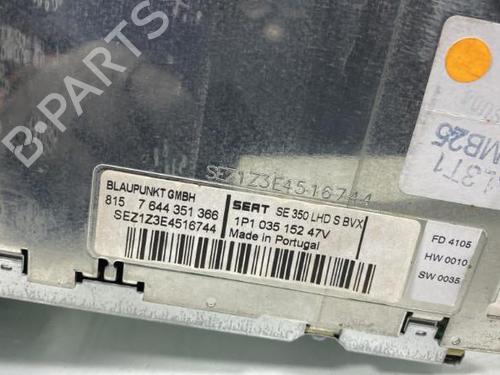 B-PARTS
SEZ1Z3E4516744
BLAUPUNKT GMBH
815 7 644 351 366
SEZ1Z3E4516744
SEAT SE 350 LHD S BVX
1P1 035 152 47V
Made in Portugal
FD 4105
HW 0010
SW 0035
MB25
L3T1